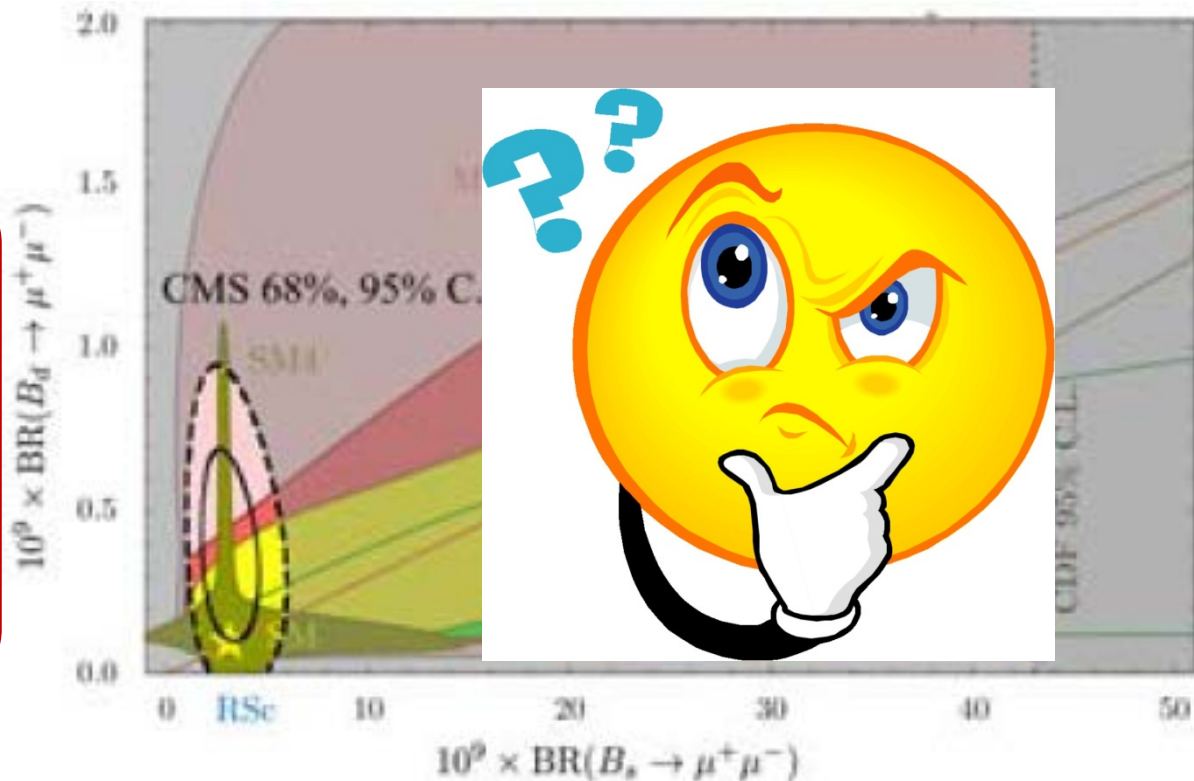 2.0
? ?
1.5
CMS 68%, 95% C.
1.0
SM4
0.5
SM
0.0
0 RSc 10 20 30 40 50
10⁹ × BR(B_d → μ⁺μ⁻)
10⁹ × BR(B_s → μ⁺μ⁻)
CDF 95% C.L.